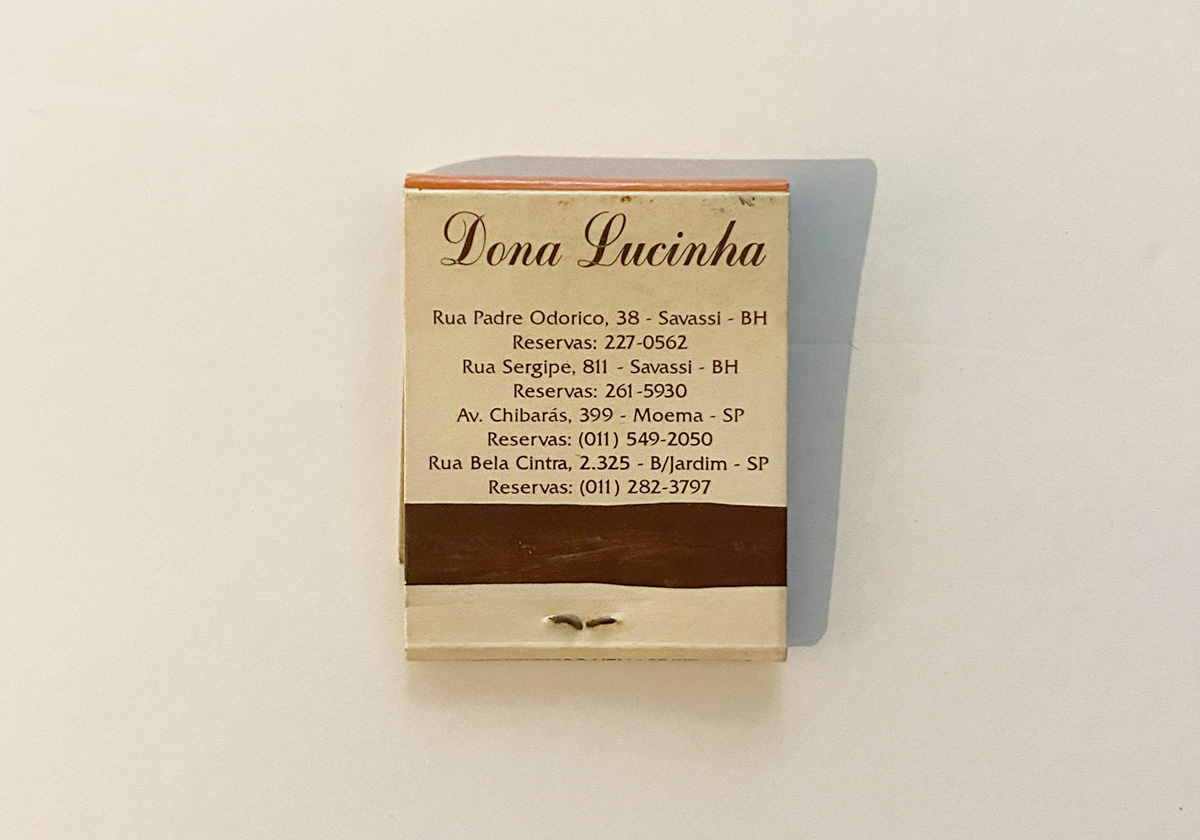 Dona Lucinha
Rua Padre Odorico, 38 - Savassi - BH
Reservas: 227-0562
Rua Sergipe, 811 - Savassi - BH
Reservas: 261-5930
Av. Chibarás, 399 - Moema - SP
Reservas: (011) 549-2050
Rua Bela Cintra, 2.325 - B/Jardim - SP
Reservas: (011) 282-3797